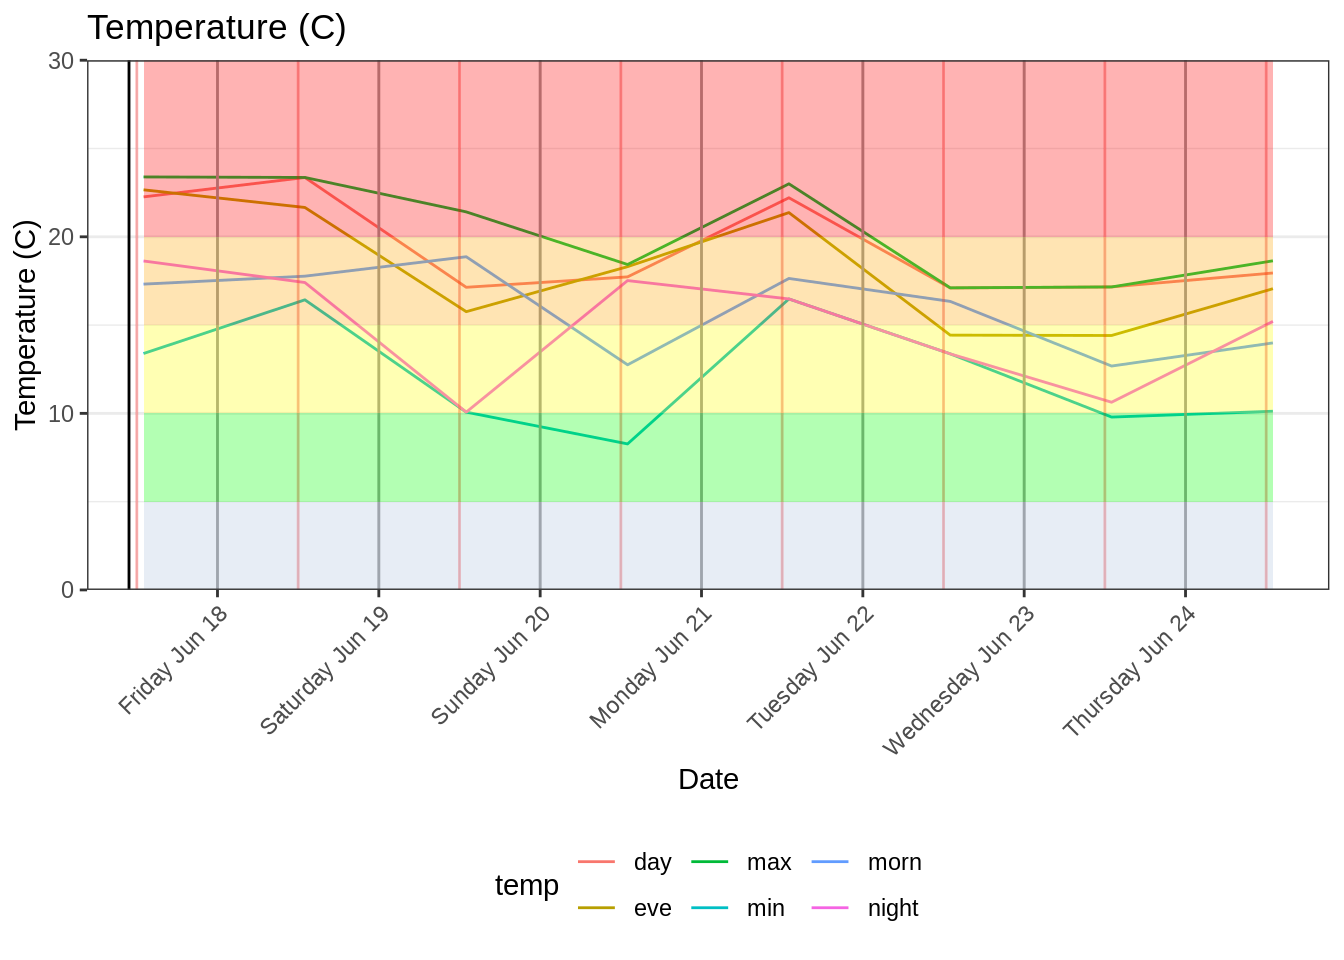 Temperature (C)
30
20
10
0
Temperature (C)
Friday Jun 18
Saturday Jun 19
Sunday Jun 20
Monday Jun 21
Tuesday Jun 22
Wednesday Jun 23
Thursday Jun 24
Date
temp
day max morn
eve min night